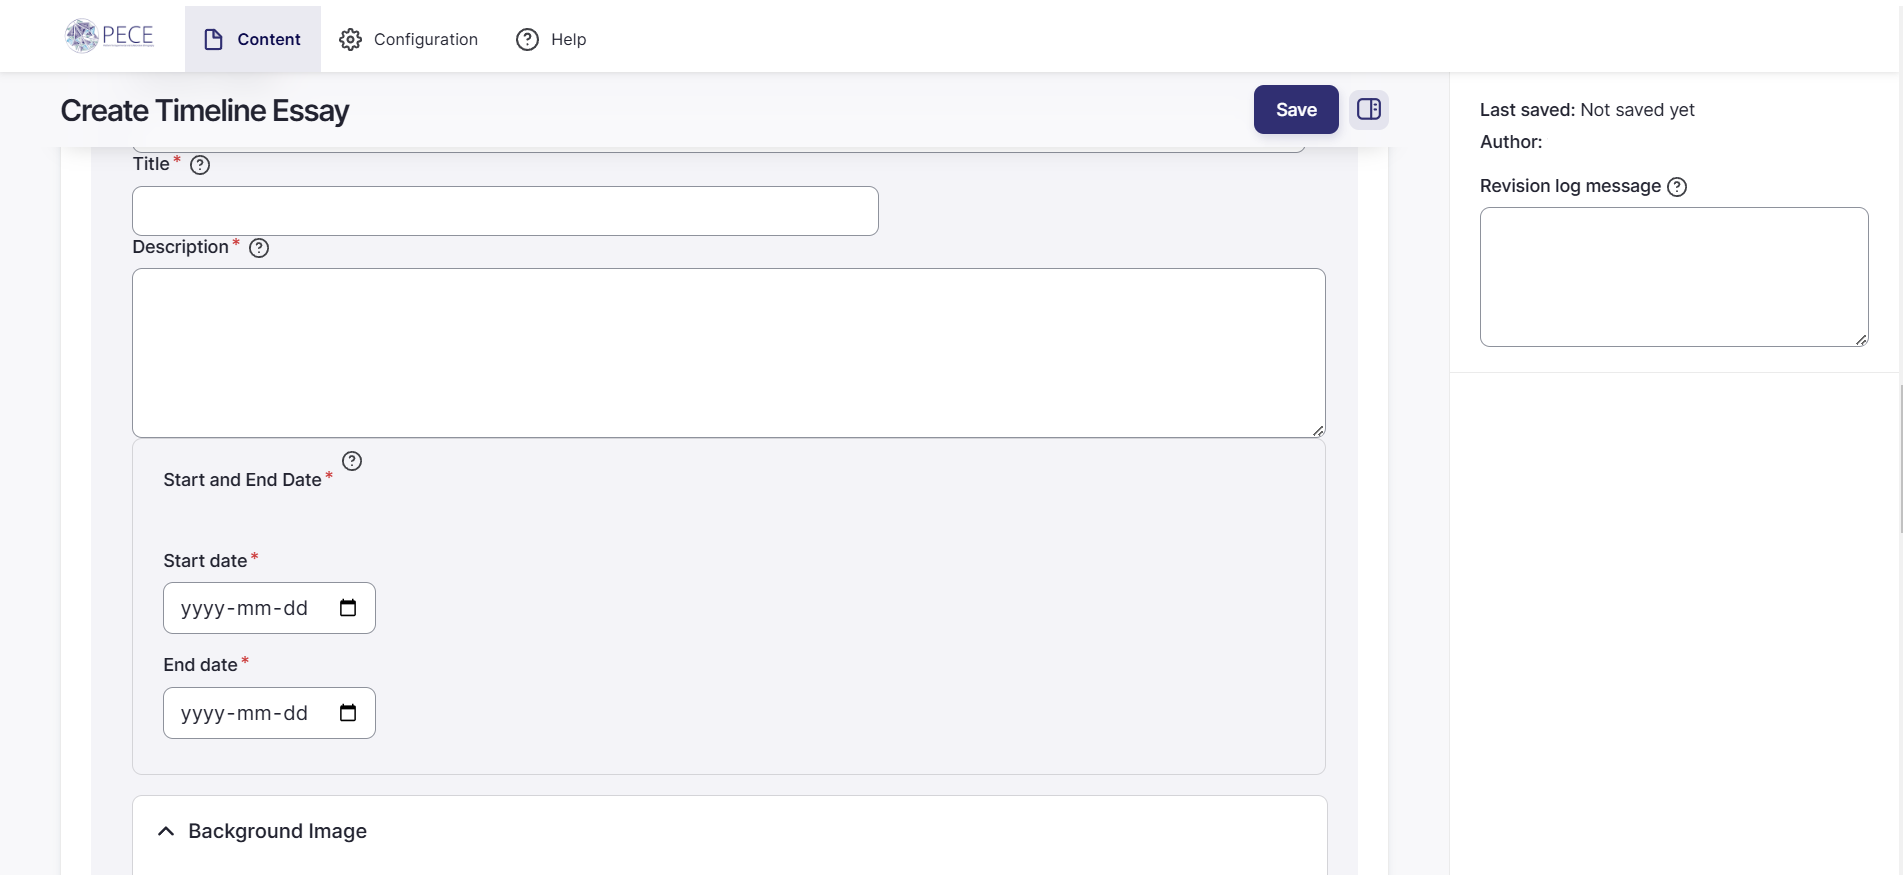 PECE
Content
Configuration
Help
Create Timeline Essay
Save
Title*
Description*
Start and End Date*
Start date*
yyyy-mm-dd
End date*
yyyy-mm-dd
Background Image
Last saved: Not saved yet
Author:
Revision log message